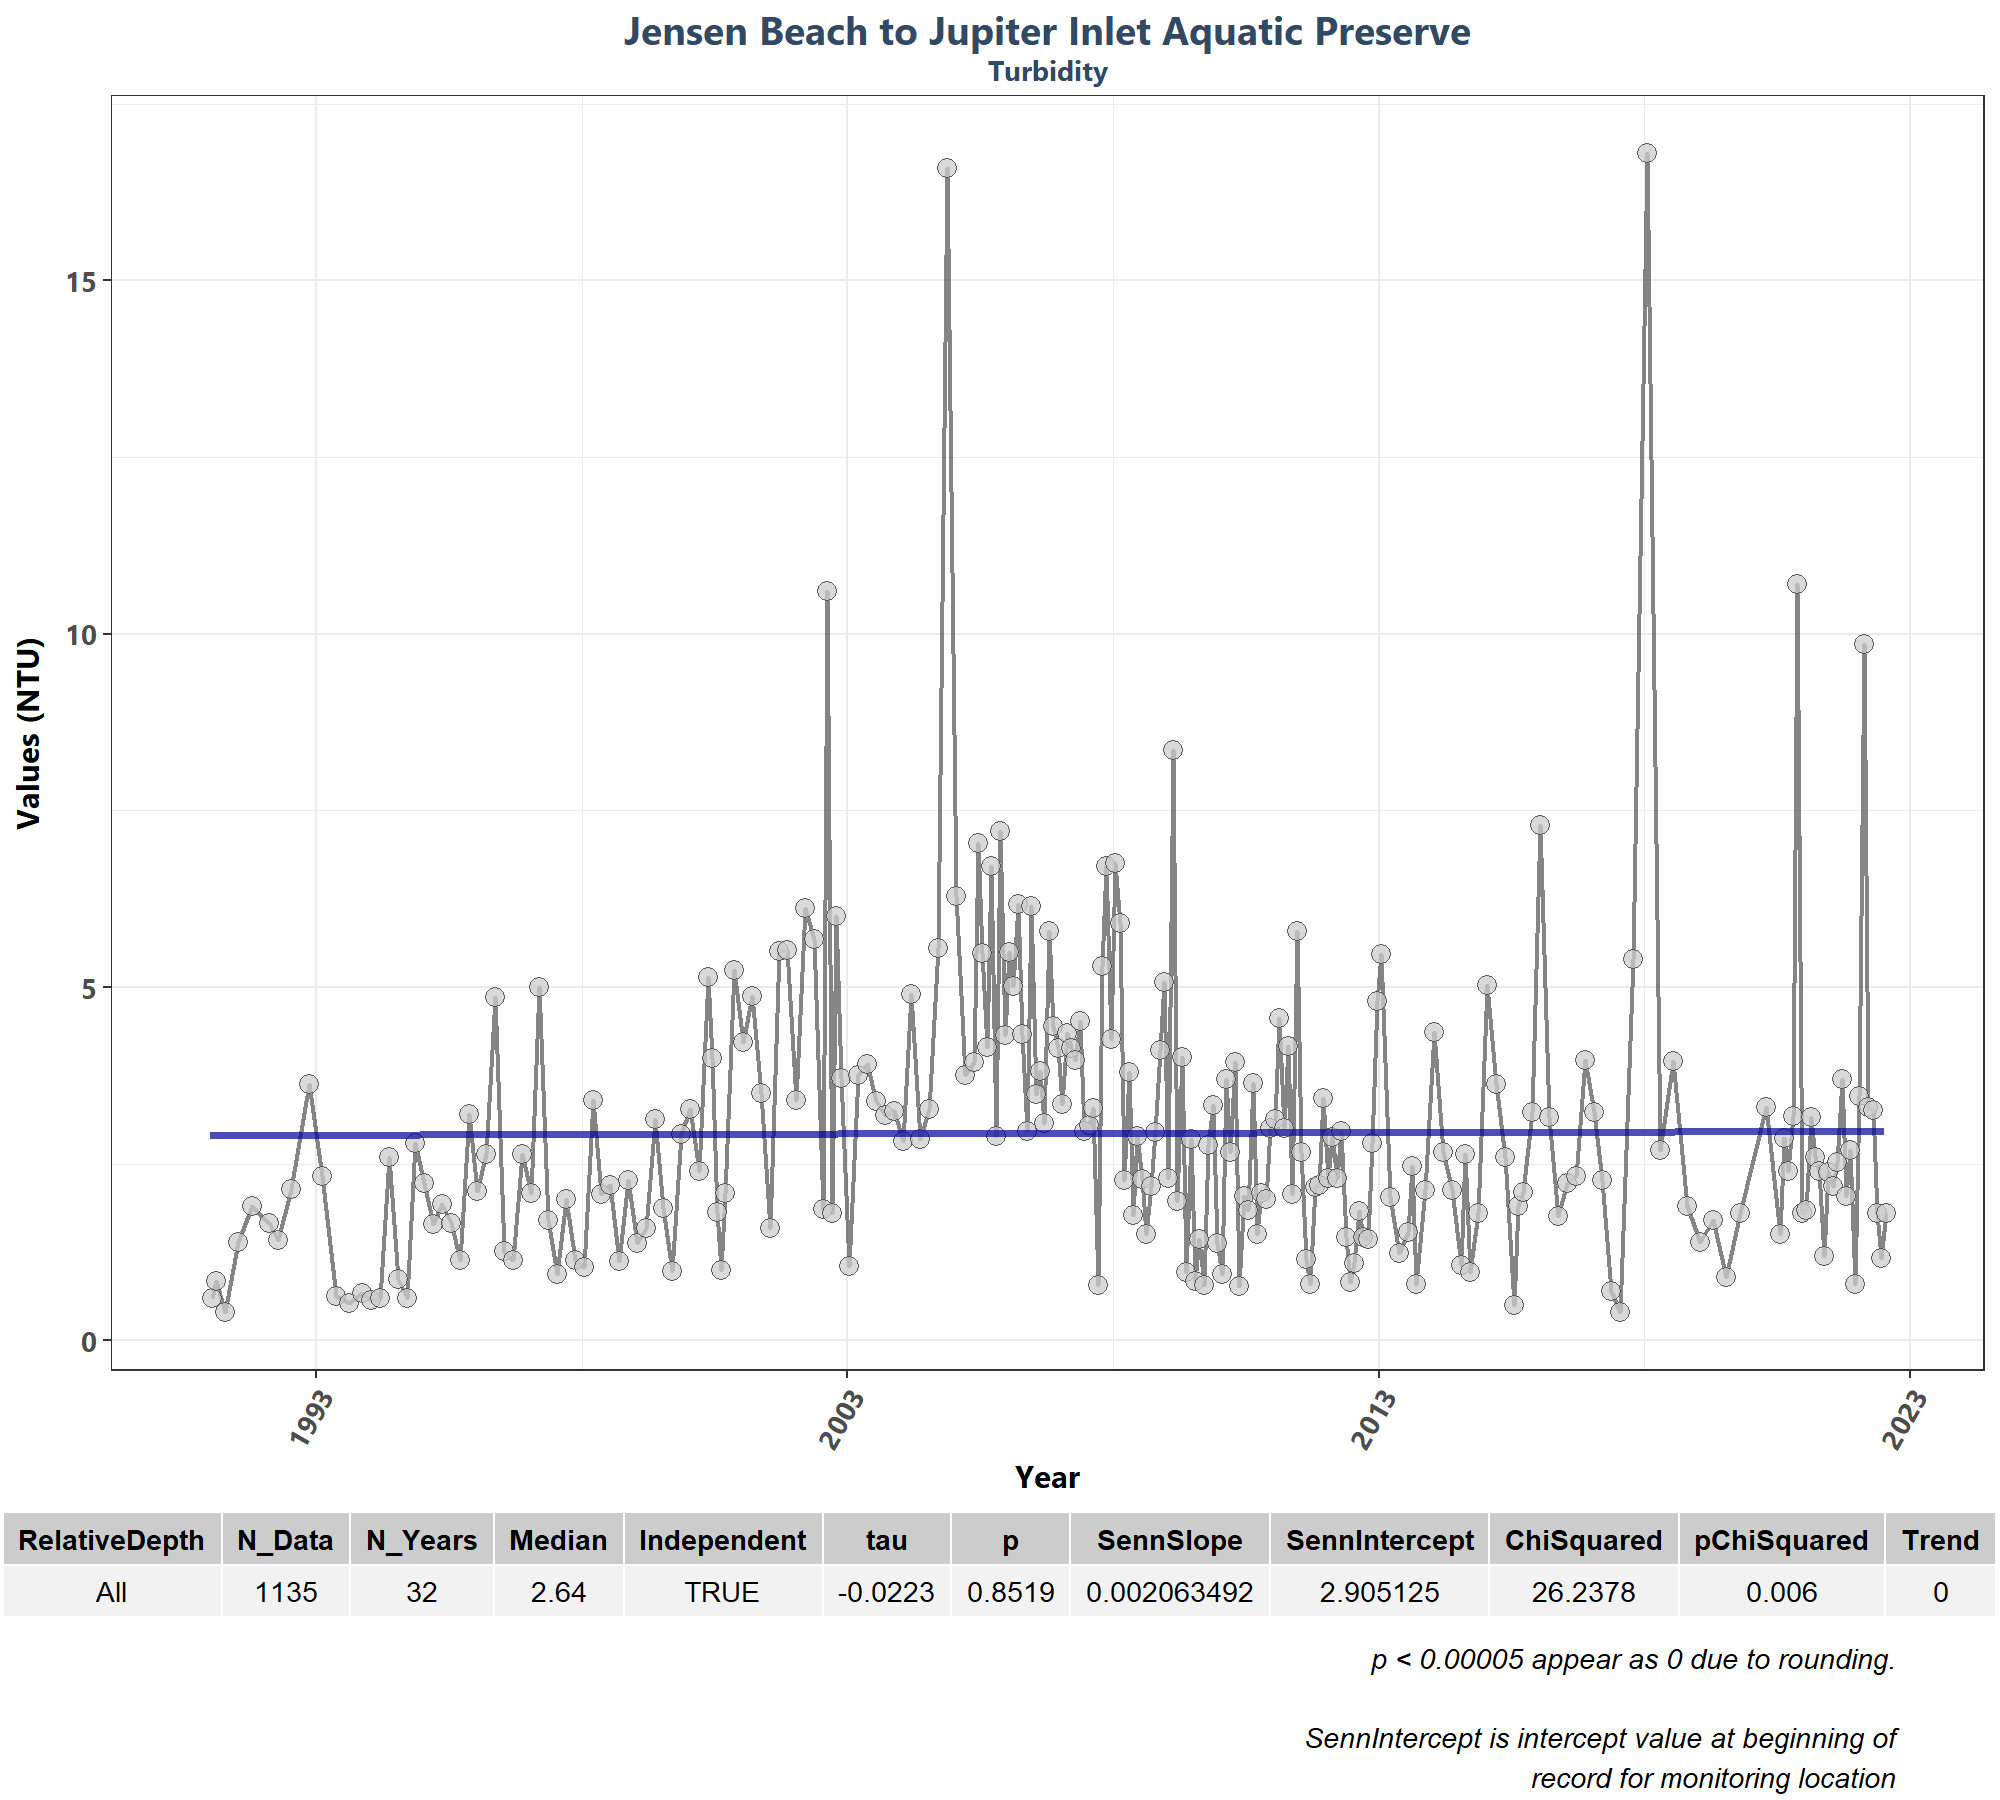 Jensen Beach to Jupiter Inlet Aquatic Preserve
Turbidity
Values (NTU)
15
10
5
0
1993 2003 2013 2023
Year
RelativeDepth N_Data N_Years Median Independent tau p SennSlope SennIntercept ChiSquared pChiSquared Trend
All 1135 32 2.64 TRUE -0.0223 0.8519 0.002063492 2.905125 26.2378 0.006 0
p < 0.00005 appear as 0 due to rounding.
SennIntercept is intercept value at beginning of
record for monitoring location